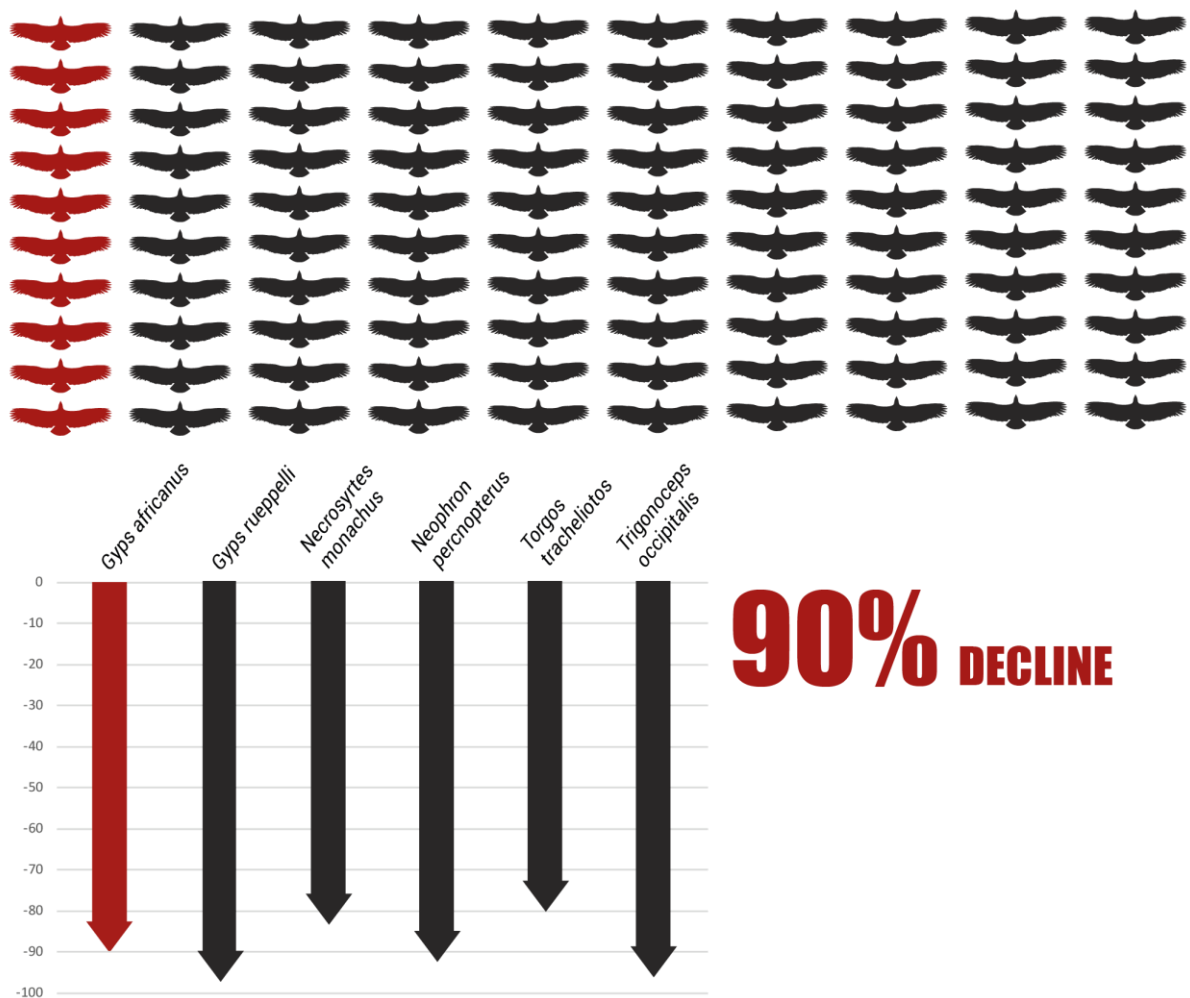 Gyps africanus
Gyps rueppelli
Necrosyrtes
monachus
Neophron
percnopterus
Torgos
tracheliotos
Trigonoceps
occipitalis
0
-10
-20
-30
-40
-50
-60
-70
-80
-90
-100
90% DECLINE